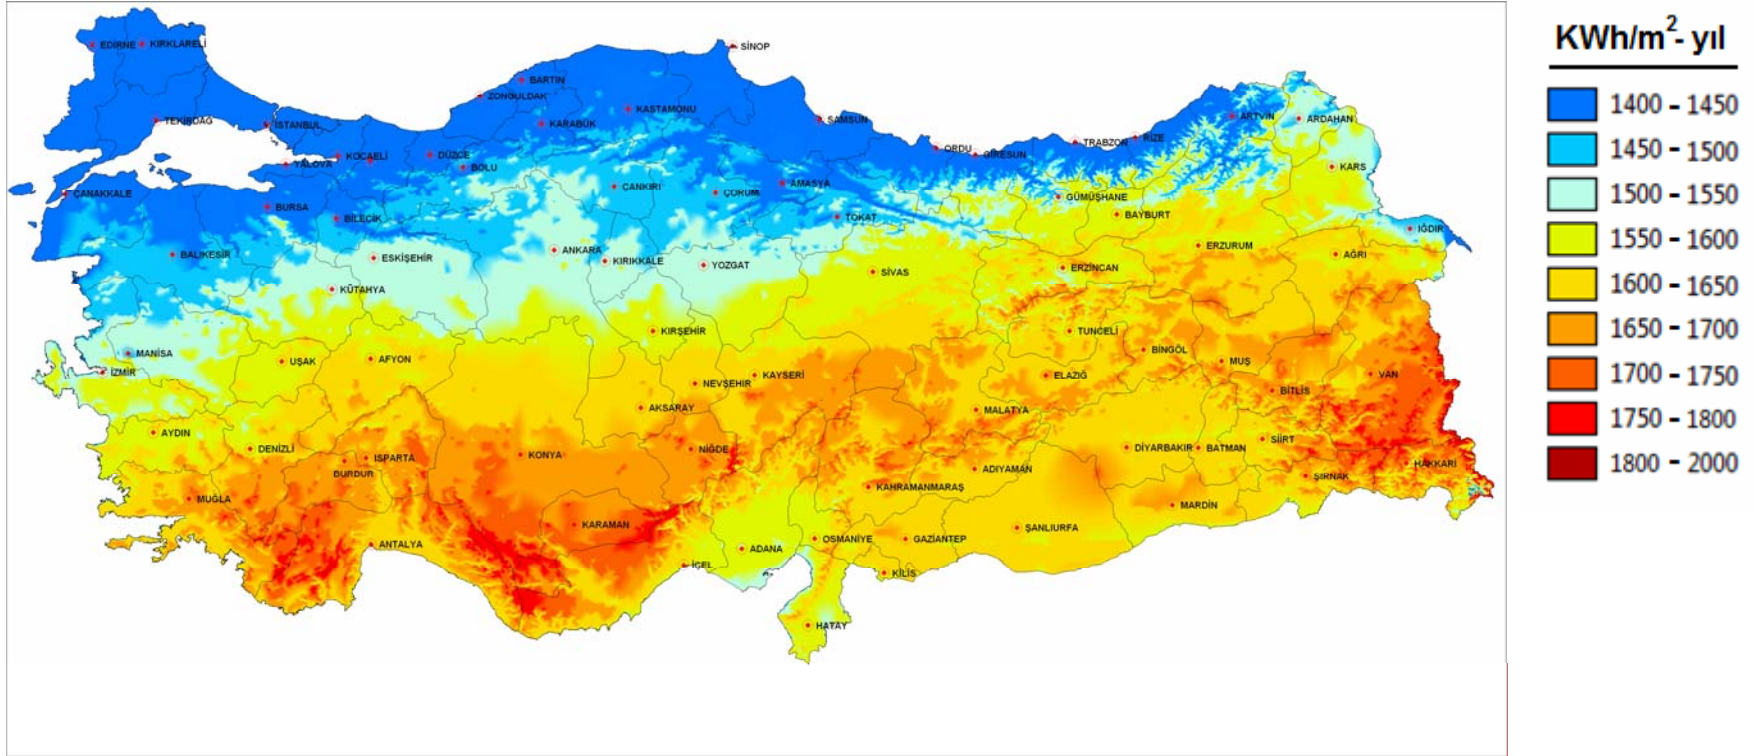 KWh/m²- yıl
1400 - 1450
1450 - 1500
1500 - 1550
1550 - 1600
1600 - 1650
1650 - 1700
1700 - 1750
1750 - 1800
1800 - 2000
EDİRNE
KIRKLARELİ
SİNOP
BARTIN
ZONGULDAK
KASTAMONU
TEKİRDAĞ
İSTANBUL
KARABÜK
SAMSUN
ARTVİN
ARDAHAN
YALOVA
KOCAELİ
DÜZCE
BOLU
ORDU
GİRESUN
TRABZON
RİZE
KARS
ÇANAKKALE
BURSA
BİLECİK
ÇANKIRI
ÇORUM
AMASYA
TOKAT
GÜMÜŞHANE
BAYBURT
IĞDIR
BALIKESİR
ESKİŞEHİR
ANKARA
KIRIKKALE
YOZGAT
SİVAS
ERZİNCAN
ERZURUM
AĞRI
KÜTAHYA
MANİSA
İZMİR
UŞAK
AFYON
KIRŞEHİR
NEVŞEHİR
KAYSERİ
TUNCELİ
BİNGÖL
MUŞ
ELAZIĞ
BİTLİS
VAN
AKSARAY
MALATYA
AYDIN
DENİZLİ
ISPARTA
BURDUR
KONYA
NİĞDE
DİYARBAKIR
BATMAN
SİİRT
ADIYAMAN
ŞIRNAK
HAKKARİ
MUĞLA
KAHRAMANMARAŞ
MARDİN
KARAMAN
ŞANLIURFA
ANTALYA
ADANA
OSMANİYE
GAZİANTEP
İÇEL
KİLİS
HATAY